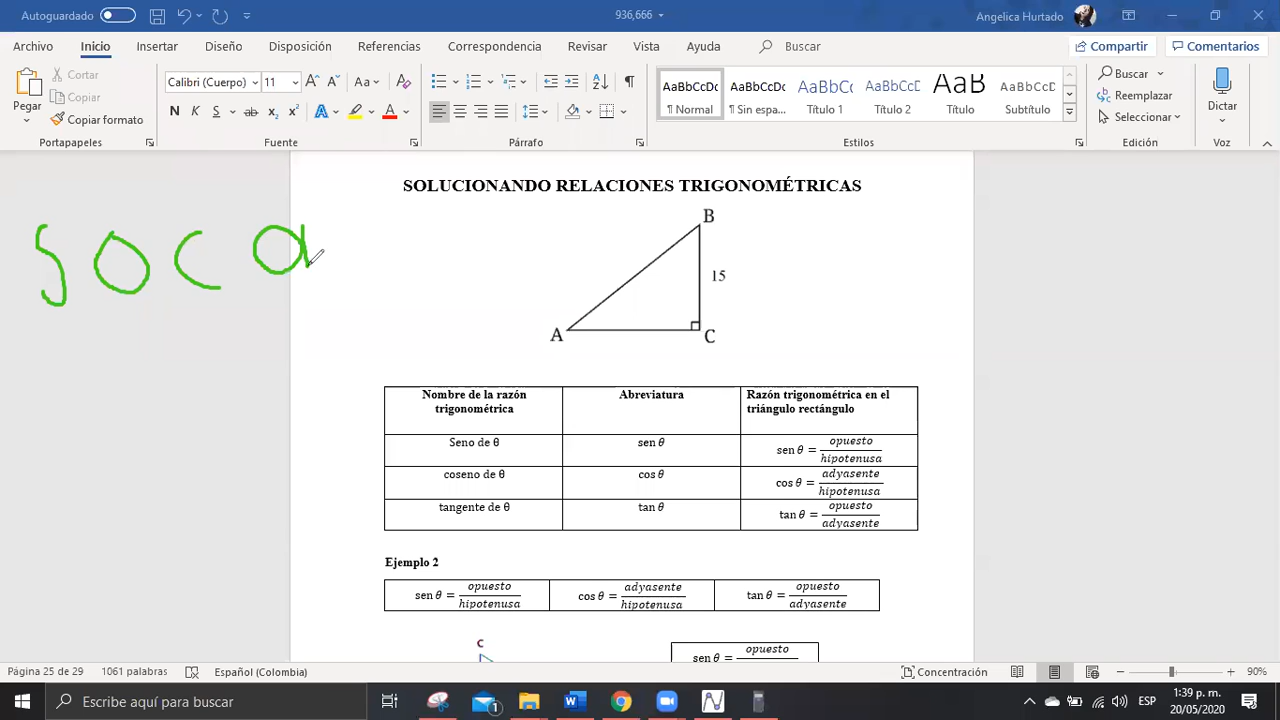 Autoguardado
936,666
Angelica Hurtado
Archivo Inicio Insertar Diseño Disposición Referencias Correspondencia Revisar Vista Ayuda Buscar Compartir Comentarios
Pegar
Cortar
Copiar
Copiar formato
Portapapeles
Calibri (Cuerpo) 11
Fuente
Párrafo
AaBbCcDc AaBbCcDc AaBbCc AaBbCcD AaB AaBbCcDc
¶ Normal ¶ Sin espa... Título 1 Título 2 Título Subtítulo
Estilos
Buscar
Reemplazar
Seleccionar
Edición
Dictar
Voz
SOLUCIONANDO RELACIONES TRIGONOMÉTRICAS
B
15
A
C
S O C a
Nombre de la razón trigonométrica Abreviatura Razón trigonométrica en el triángulo rectángulo
Seno de θ sen θ sen θ = opuesto/hipotenusa
coseno de θ cos θ cos θ = adyasente/hipotenusa
tangente de θ tan θ tan θ = opuesto/adyasente
Ejemplo 2
sen θ = opuesto/hipotenusa cos θ = adyasente/hipotenusa tan θ = opuesto/adyasente
C
sen θ = opuesto
Página 25 de 29 1061 palabras Español (Colombia) Concentración 90%
Escribe aquí para buscar
1
ESP
1:39 p. m.
20/05/2020